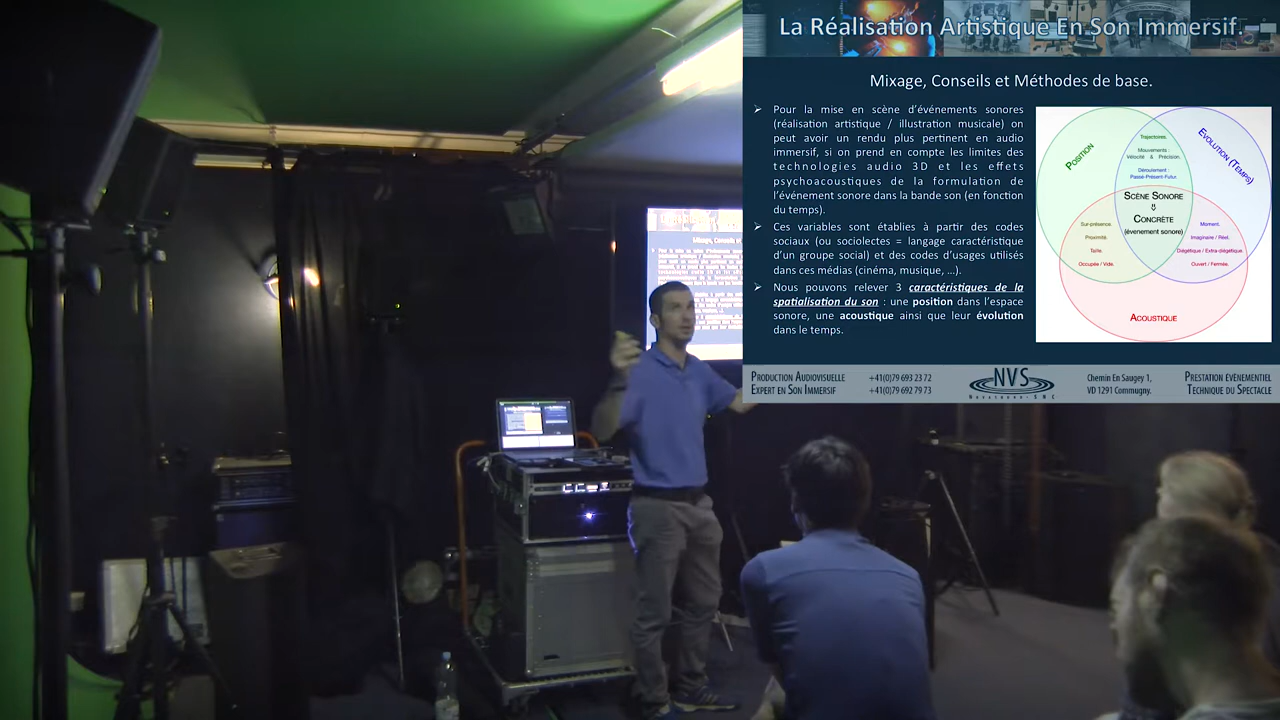 La Réalisation Artistique En Son Immersif.
Mixage, Conseils et Méthodes de base.
➢ Pour la mise en scène d'événements sonores
(réalisation artistique / illustration musicale) on
peut avoir un rendu plus pertinent en audio
immersif, si on prend en compte les limites des
technologies audio 3D et les effets
psychoacoustiques de la formulation de
l'événement sonore dans la bande son (en fonction
du temps).
➢ Ces variables sont établies à partir des codes
sociaux (ou sociolectes = langage caractéristique
d'un groupe social) et des codes d'usages utilisés
dans ces médias (cinéma, musique, ...).
➢ Nous pouvons relever 3 caractéristiques de la
spatialisation du son : une position dans l'espace
sonore, une acoustique ainsi que leur évolution
dans le temps.
POSITION
EVOLUTION (TEMPS)
Trajectoires.
Mouvements :
Vélocité & Précision.
Déroulement :
Passé-Présent-Futur.
SCÈNE SONORE
CONCRÈTE
(évenement sonore)
Sur-présence.
Proximité.
Taille.
Occupée / Vide.
Moment.
Imaginaire / Réel.
Diégétique / Extra-diégétique.
Ouvert / Fermée.
ACOUSTIQUE
PRODUCTION AUDIOVISUELLE
EXPERT EN SON IMMERSIF
+41(0)79 693 23 72
+41(0)79 692 79 73
NVS
Chemin En Saugey 1,
VD 1291 Commugny.
PRESTATION ÉVÈNEMENTIEL
TECHNIQUE DU SPECTACLE
Mixage, Conseils et